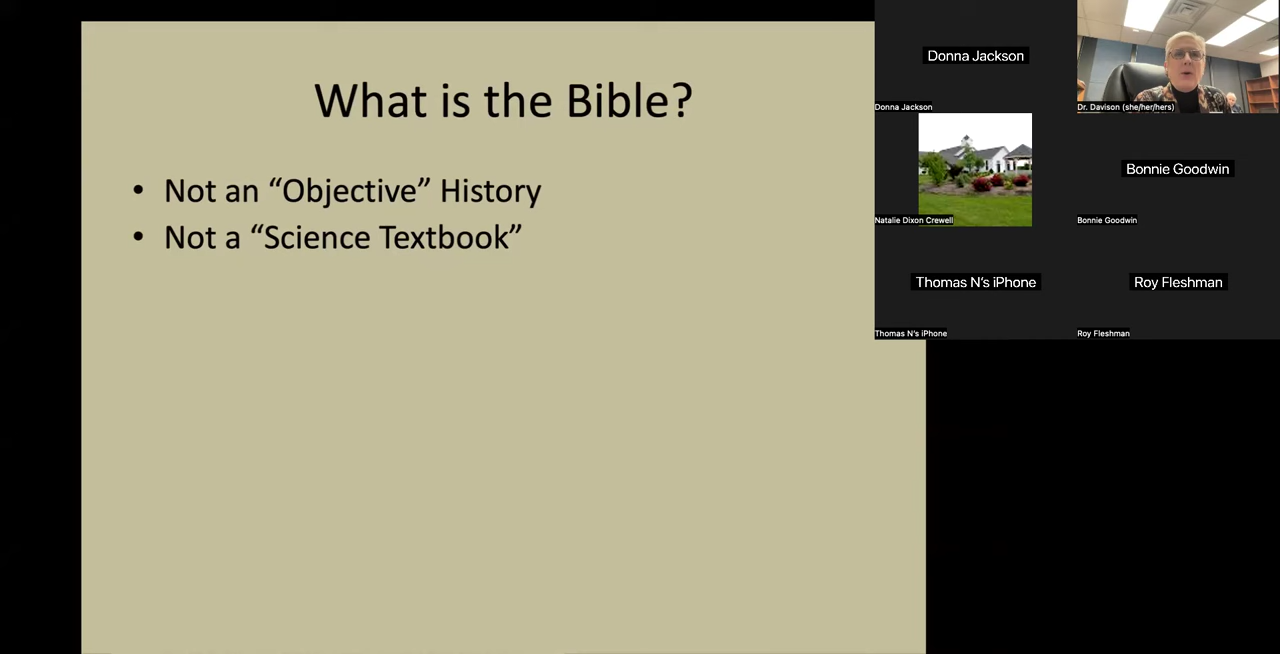 What is the Bible?
• Not an “Objective” History
• Not a “Science Textbook”
Donna Jackson
Donna Jackson
Dr. Davison (she/her/hers)
Natalie Dixon Crewell
Bonnie Goodwin
Bonnie Goodwin
Thomas N's iPhone
Thomas N's iPhone
Roy Fleshman
Roy Fleshman